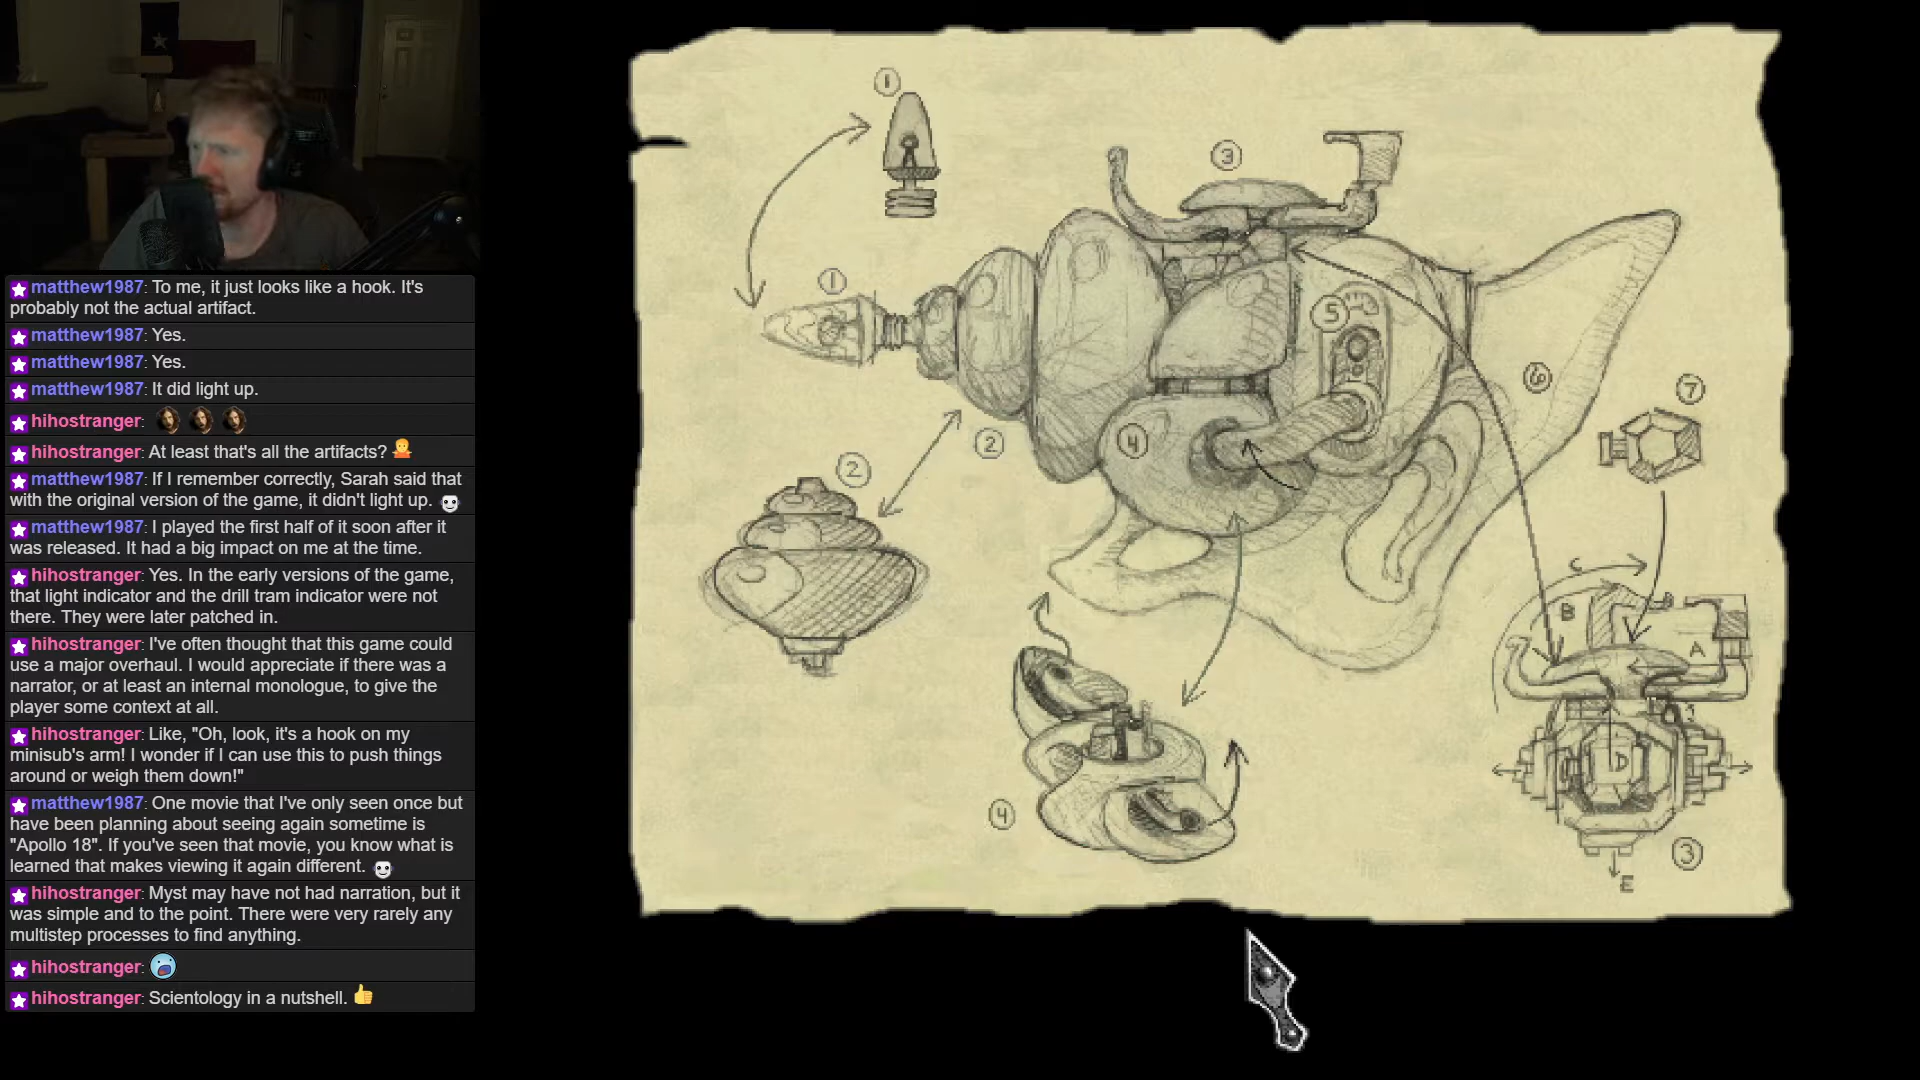 matthew1987: To me, it just looks like a hook. It's
probably not the actual artifact.
matthew1987: Yes.
matthew1987: Yes.
matthew1987: It did light up.
hihostranger:
hihostranger: At least that's all the artifacts?
matthew1987: If I remember correctly, Sarah said that
with the original version of the game, it didn't light up.
matthew1987: I played the first half of it soon after it
was released. It had a big impact on me at the time.
hihostranger: Yes. In the early versions of the game,
that light indicator and the drill tram indicator were not
there. They were later patched in.
hihostranger: I've often thought that this game could
use a major overhaul. I would appreciate if there was a
narrator, or at least an internal monologue, to give the
player some context at all.
hihostranger: Like, "Oh, look, it's a hook on my
minisub's arm! I wonder if I can use this to push things
around or weigh them down!"
matthew1987: One movie that I've only seen once but
have been planning about seeing again sometime is
"Apollo 18". If you've seen that movie, you know what is
learned that makes viewing it again different.
hihostranger: Myst may have not had narration, but it
was simple and to the point. There were very rarely any
multistep processes to find anything.
hihostranger:
hihostranger: Scientology in a nutshell.
1
3
1
5
6
7
4
2
2
B
A
D
4
3
E